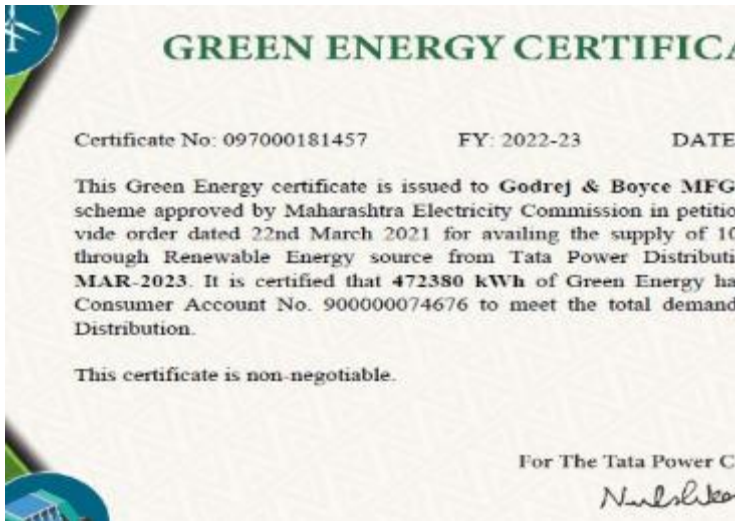 GREEN ENERGY CERTIFICA
Certificate No: 097000181457 FY: 2022-23 DATE
This Green Energy certificate is issued to Godrej & Boyce MFG
scheme approved by Maharashtra Electricity Commission in petitio
vide order dated 22nd March 2021 for availing the supply of 10
through Renewable Energy source from Tata Power Distributi
MAR-2023. It is certified that 472380 kWh of Green Energy ha
Consumer Account No. 900000074676 to meet the total demand
Distribution.
This certificate is non-negotiable.
For The Tata Power C